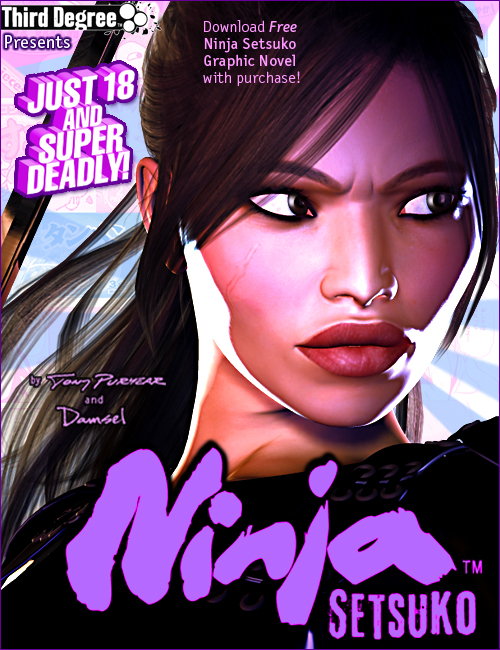 Third Degree™
Presents
Download Free
Ninja Setsuko
Graphic Novel
with purchase!
JUST 18
AND
SUPER
DEADLY!
by Tony Puryear
and
Damsel
Ninja™
SETSUKO